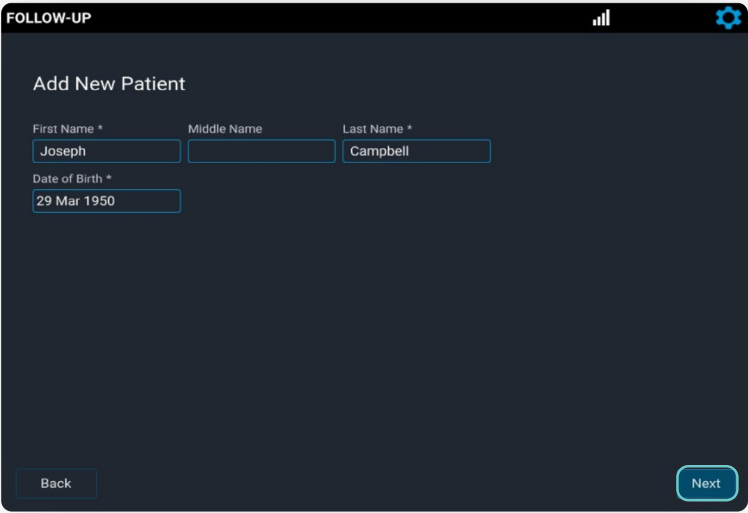 FOLLOW-UP
Add New Patient
First Name * Middle Name Last Name *
Joseph Campbell
Date of Birth *
29 Mar 1950
Back Next